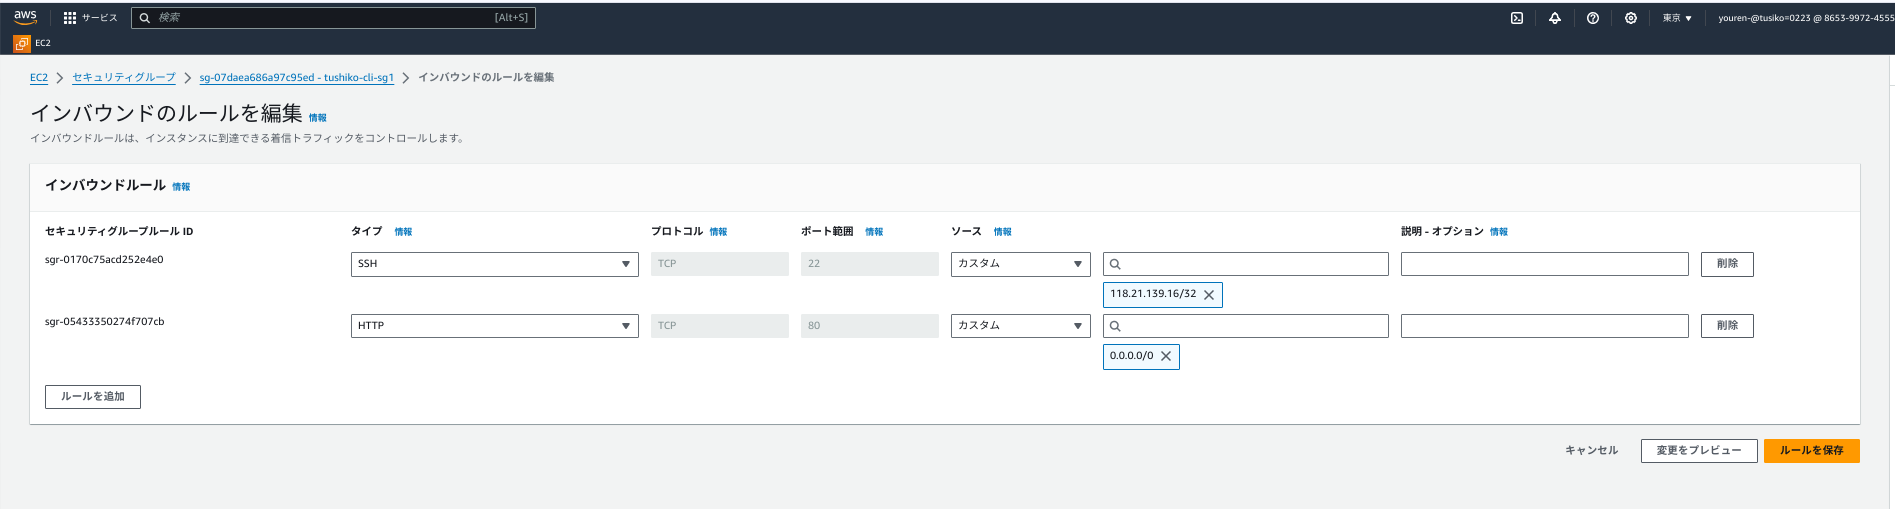 aws サービス 検索 [Alt+S] 東京 youren-@tusiko=0223 @ 8653-9972-4555
EC2
EC2 セキュリティグループ sg-07daea686a97c95ed - tushiko-cli-sg1 インバウンドのルールを編集
インバウンドのルールを編集 情報
インバウンドルールは、インスタンスに到達できる着信トラフィックをコントロールします。
インバウンドルール 情報
セキュリティグループルール ID タイプ 情報 プロトコル 情報 ポート範囲 情報 ソース 情報 説明 - オプション 情報
sgr-0170c75acd252e4e0 SSH TCP 22 カスタム 削除
118.21.139.16/32
sgr-05433350274f707cb HTTP TCP 80 カスタム 削除
0.0.0.0/0
ルールを追加
キャンセル 変更をプレビュー ルールを保存